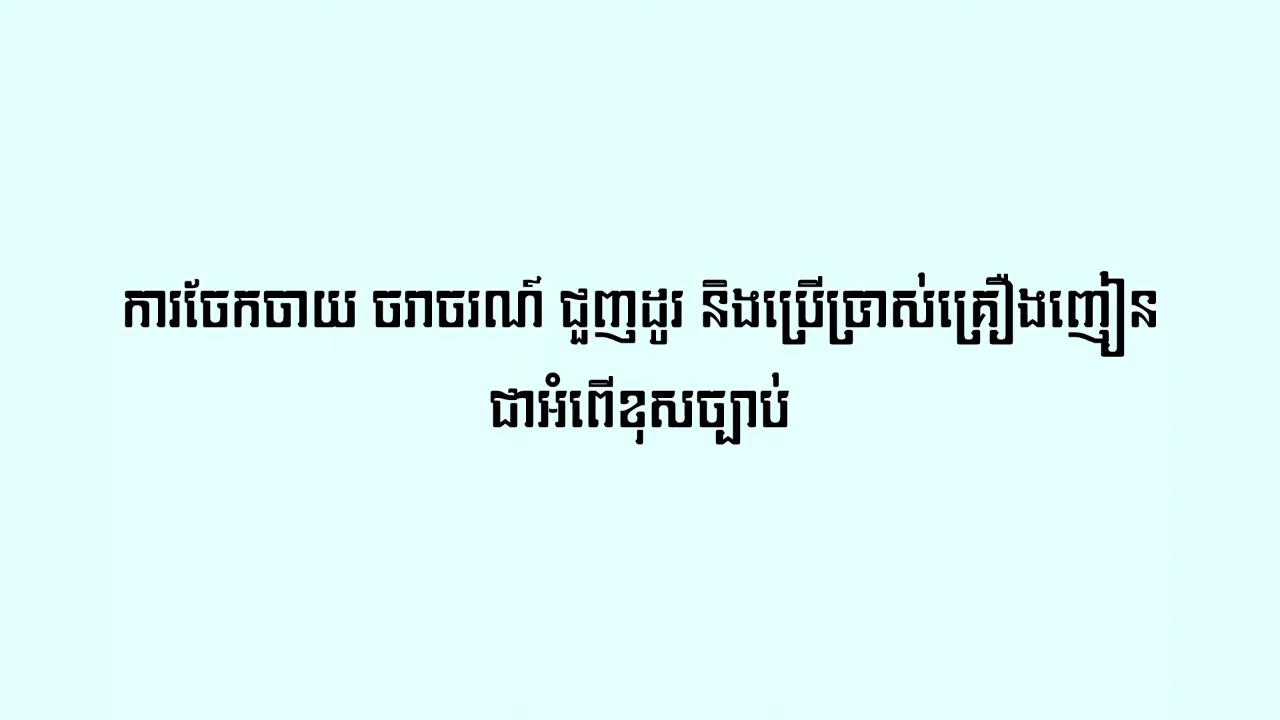 ការចែកចាយ ចរាចរណ៍ ជួញដូរ និងប្រើប្រាស់គ្រឿងញៀន
ជាអំពើខុសច្បាប់